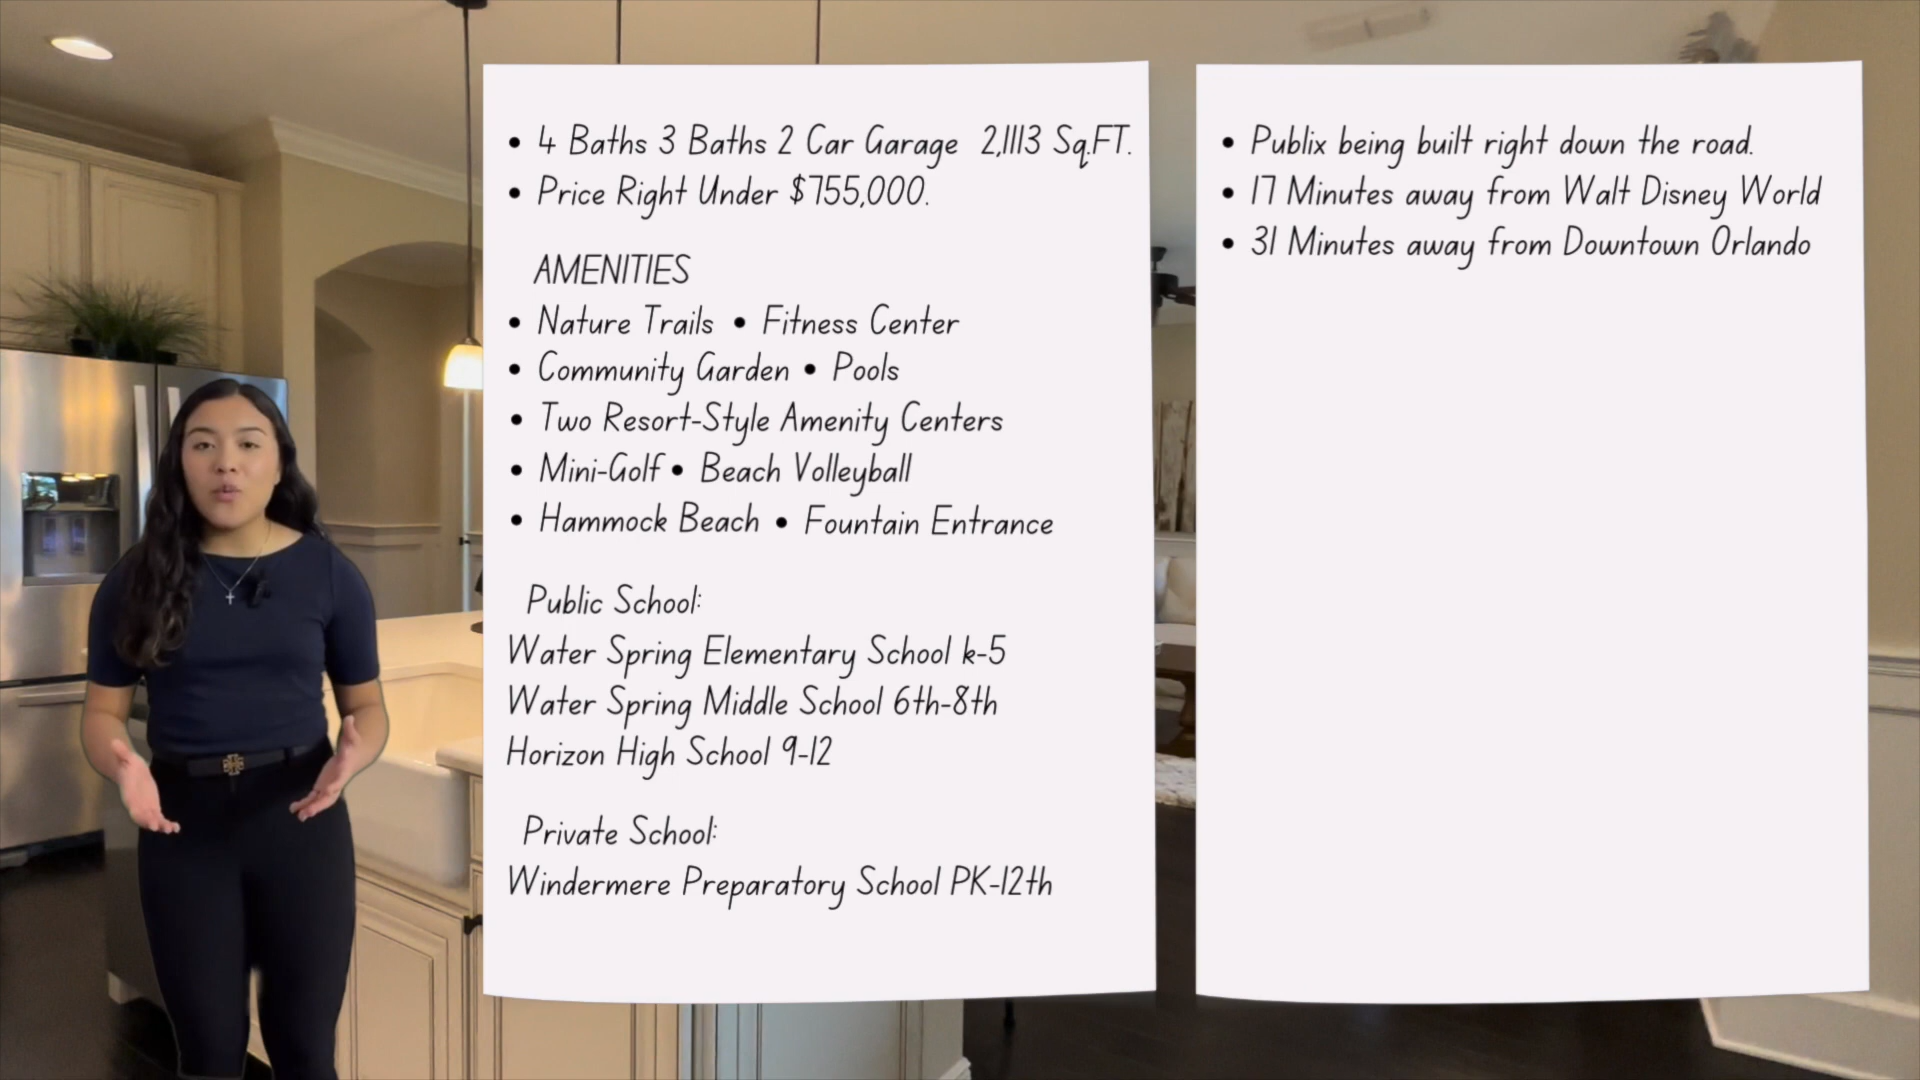 • 4 Baths 3 Baths 2 Car Garage 2,1113 Sq.FT.
• Price Right Under $755,000.
AMENITIES
• Nature Trails • Fitness Center
• Community Garden • Pools
• Two Resort-Style Amenity Centers
• Mini-Golf • Beach Volleyball
• Hammock Beach • Fountain Entrance
Public School:
Water Spring Elementary School k-5
Water Spring Middle School 6th-8th
Horizon High School 9-12
Private School:
Windermere Preparatory School PK-12th
• Publix being built right down the road.
• 17 Minutes away from Walt Disney World
• 31 Minutes away from Downtown Orlando